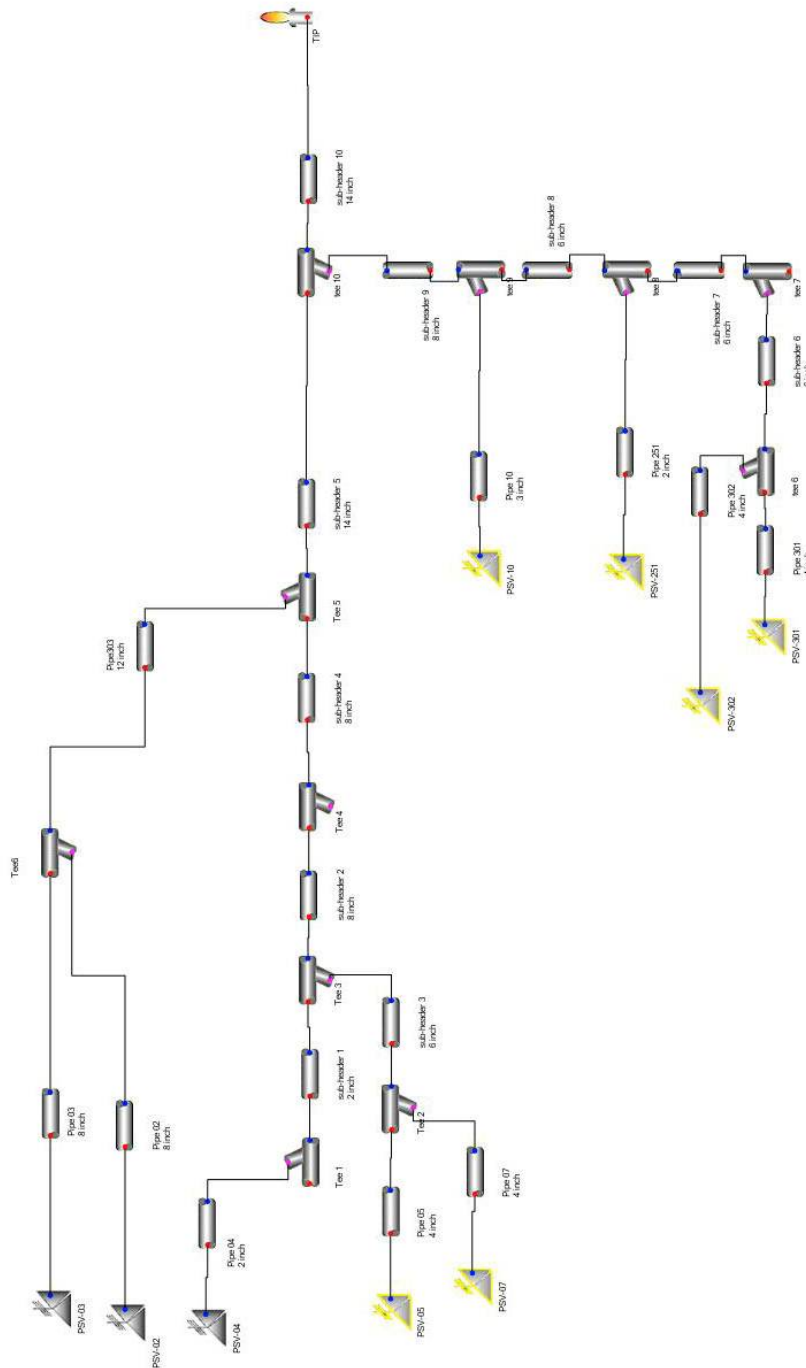 TIP
sub-header 10
14 inch
tee 10
sub-header 9
8 inch
tee 9
sub-header 8
6 inch
tee 8
sub-header 7
6 inch
tee 7
sub-header 6
tee 6
Pipe 302
4 inch
Pipe 301
PSV-301
PSV-302
Pipe 251
2 inch
PSV-251
Pipe 10
3 inch
PSV-10
sub-header 5
14 inch
Tee 5
Pipe303
12 inch
sub-header 4
8 inch
Tee 4
Tee6
sub-header 2
8 inch
Tee 3
sub-header 3
6 inch
sub-header 1
2 inch
Tee 2
Tee 1
Pipe 03
8 inch
Pipe 02
8 inch
Pipe 04
2 inch
Pipe 05
4 inch
Pipe 07
4 inch
PSV-03
PSV-02
PSV-04
PSV-05
PSV-07